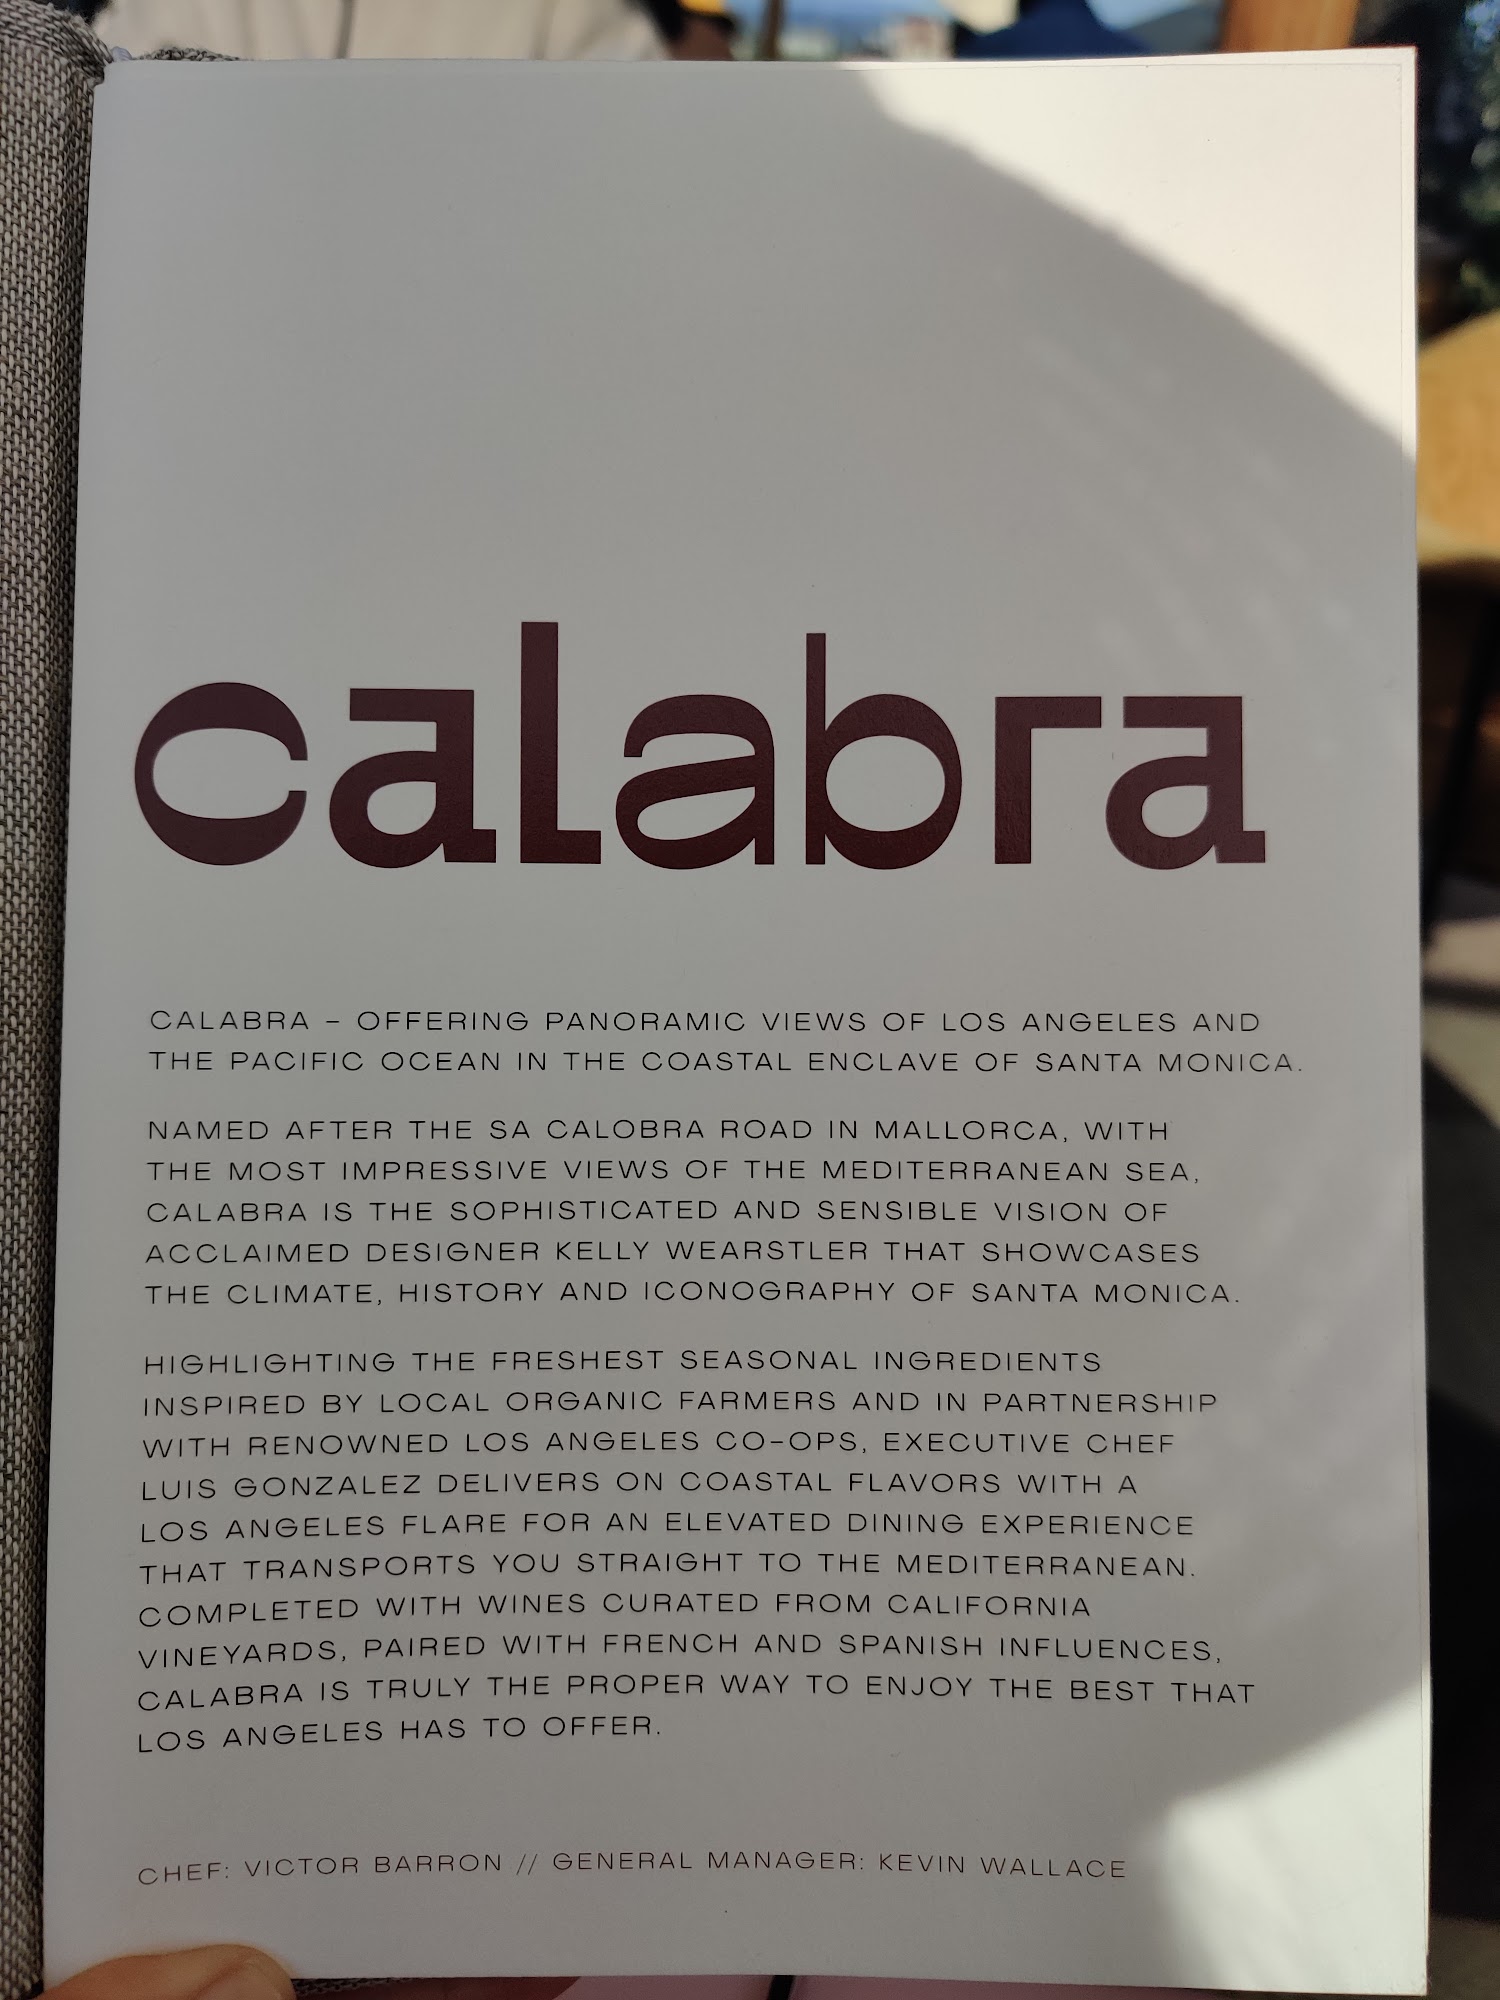 calabra
CALABRA – OFFERING PANORAMIC VIEWS OF LOS ANGELES AND
THE PACIFIC OCEAN IN THE COASTAL ENCLAVE OF SANTA MONICA.
NAMED AFTER THE SA CALOBRA ROAD IN MALLORCA, WITH
THE MOST IMPRESSIVE VIEWS OF THE MEDITERRANEAN SEA,
CALABRA IS THE SOPHISTICATED AND SENSIBLE VISION OF
ACCLAIMED DESIGNER KELLY WEARSTLER THAT SHOWCASES
THE CLIMATE, HISTORY AND ICONOGRAPHY OF SANTA MONICA.
HIGHLIGHTING THE FRESHEST SEASONAL INGREDIENTS
INSPIRED BY LOCAL ORGANIC FARMERS AND IN PARTNERSHIP
WITH RENOWNED LOS ANGELES CO-OPS, EXECUTIVE CHEF
LUIS GONZALEZ DELIVERS ON COASTAL FLAVORS WITH A
LOS ANGELES FLARE FOR AN ELEVATED DINING EXPERIENCE
THAT TRANSPORTS YOU STRAIGHT TO THE MEDITERRANEAN.
COMPLETED WITH WINES CURATED FROM CALIFORNIA
VINEYARDS, PAIRED WITH FRENCH AND SPANISH INFLUENCES,
CALABRA IS TRULY THE PROPER WAY TO ENJOY THE BEST THAT
LOS ANGELES HAS TO OFFER.
CHEF: VICTOR BARRON // GENERAL MANAGER: KEVIN WALLACE